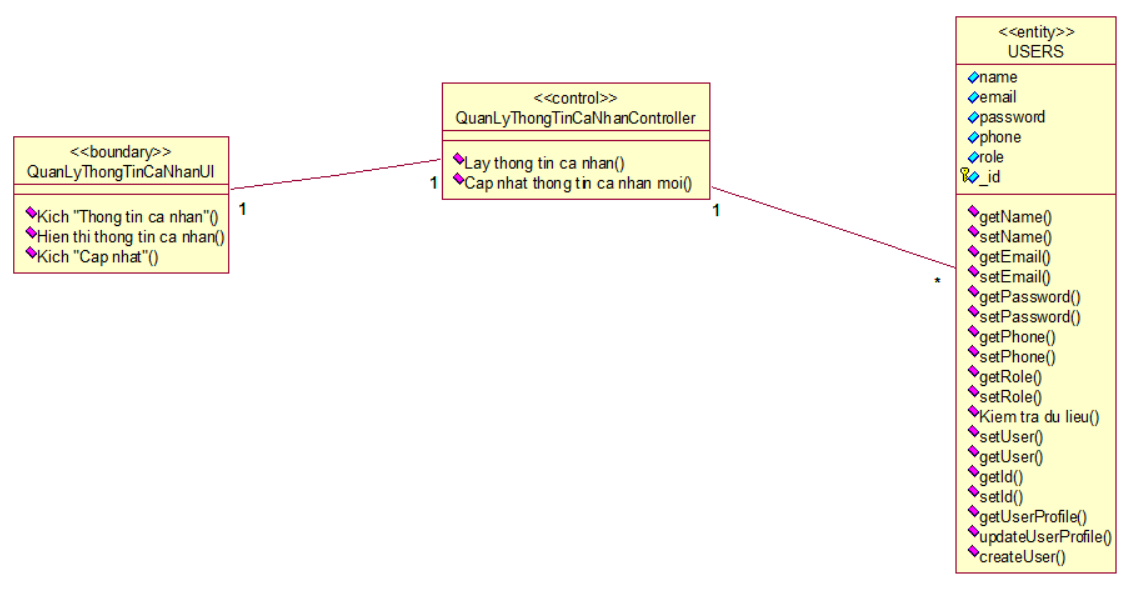 <<boundary>>
QuanLyThongTinCaNhanUI
Kich "Thong tin ca nhan"()
Hien thi thong tin ca nhan()
Kich "Cap nhat"()
1
1
<<control>>
QuanLyThongTinCaNhanController
Lay thong tin ca nhan()
Cap nhat thong tin ca nhan moi()
1
*
<<entity>>
USERS
name
email
password
phone
role
_id
getName()
setName()
getEmail()
setEmail()
getPassword()
setPassword()
getPhone()
setPhone()
getRole()
setRole()
Kiem tra du lieu()
setUser()
getUser()
getId()
setId()
getUserProfile()
updateUserProfile()
createUser()